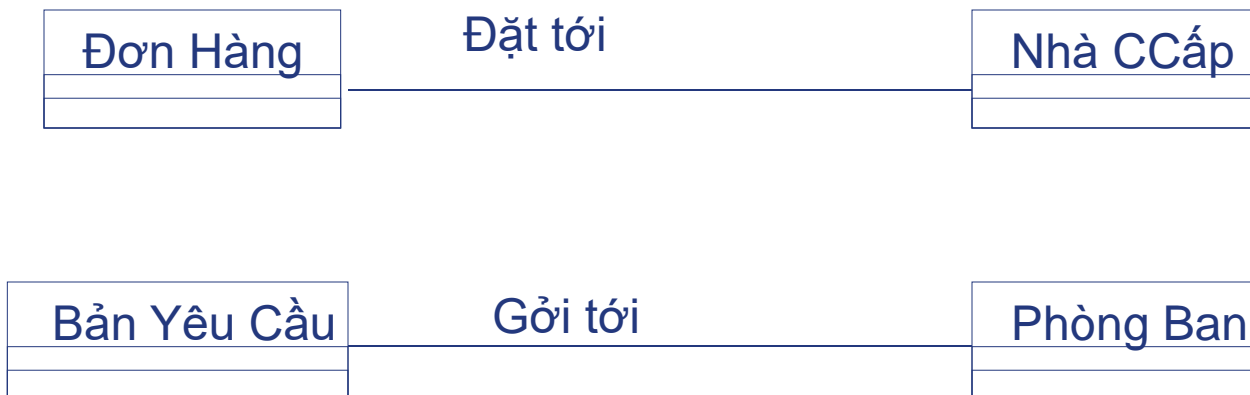 Đơn Hàng
Đặt tới
Nhà CCấp
Bản Yêu Cầu
Gởi tới
Phòng Ban